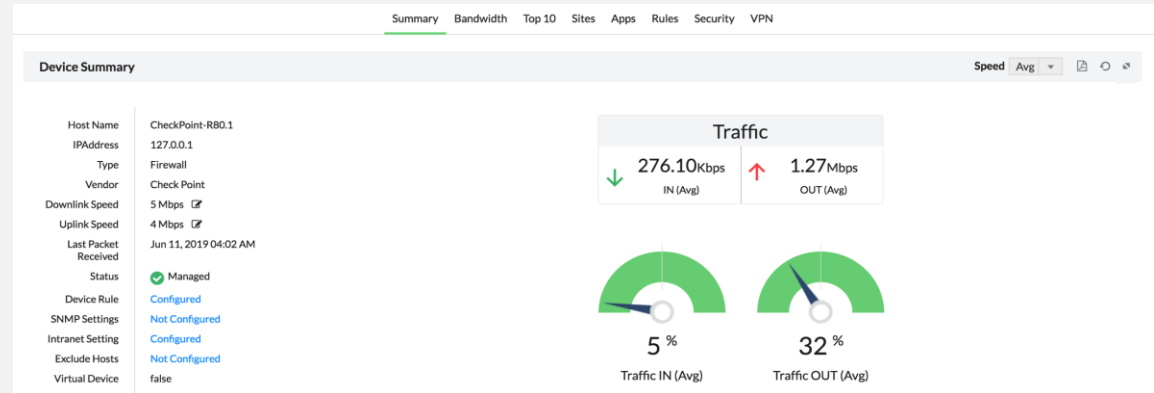 Summary Bandwidth Top 10 Sites Apps Rules Security VPN
Device Summary
Speed Avg
Host Name CheckPoint-R80.1
IPAddress 127.0.0.1
Type Firewall
Vendor Check Point
Downlink Speed 5 Mbps
Uplink Speed 4 Mbps
Last Packet Received Jun 11, 2019 04:02 AM
Status Managed
Device Rule Configured
SNMP Settings Not Configured
Intranet Setting Configured
Exclude Hosts Not Configured
Virtual Device false
Traffic
276.10Kbps 1.27Mbps
IN (Avg) OUT (Avg)
5 % 32 %
Traffic IN (Avg) Traffic OUT (Avg)